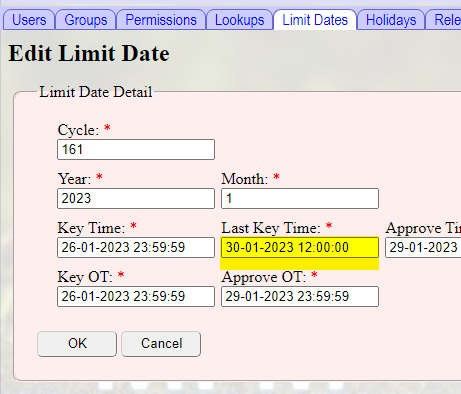 Users Groups Permissions Lookups Limit Dates Holidays
Edit Limit Date
Limit Date Detail
Cycle: *
161
Year: * Month: *
2023 1
Key Time: * Last Key Time: * Approve
26-01-2023 23:59:59 30-01-2023 12:00:00 29-01-2023
Key OT: * Approve OT: *
26-01-2023 23:59:59 29-01-2023 23:59:59
OK Cancel